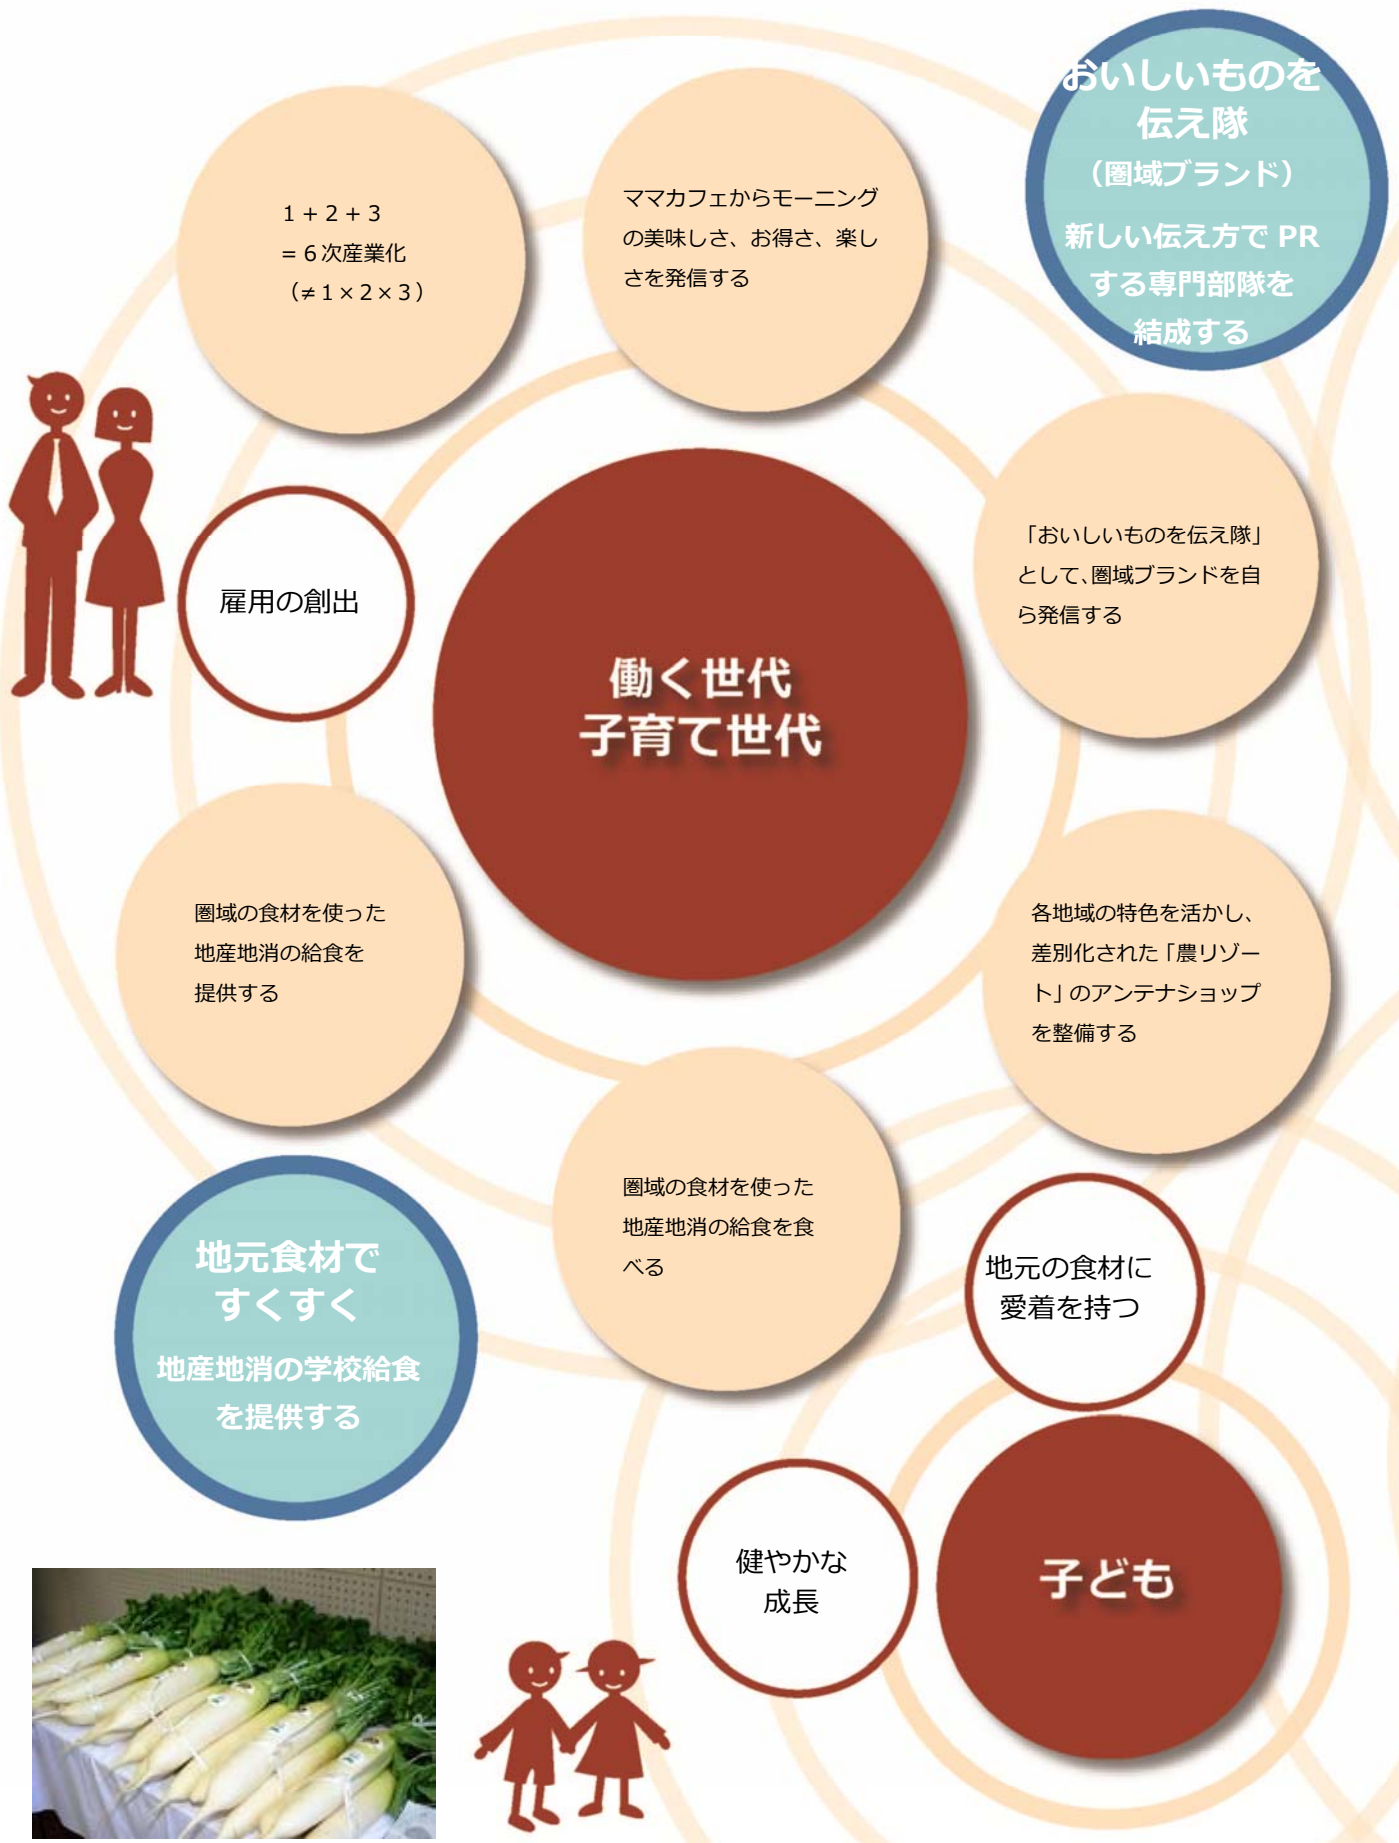 おいしいものを
伝え隊
（圏域ブランド）
新しい伝え方で PR
する専門部隊を
結成する
1＋2＋3
＝6次産業化
（≠1×2×3）
ママカフェからモーニング
の美味しさ、お得さ、楽し
さを発信する
「おいしいものを伝え隊」
として、圏域ブランドを自
ら発信する
雇用の創出
働く世代
子育て世代
圏域の食材を使った
地産地消の給食を
提供する
各地域の特色を活かし、
差別化された「農リゾー
ト」のアンテナショップ
を整備する
圏域の食材を使った
地産地消の給食を食
べる
地元食材で
すくすく
地産地消の学校給食
を提供する
地元の食材に
愛着を持つ
健やかな
成長
子ども